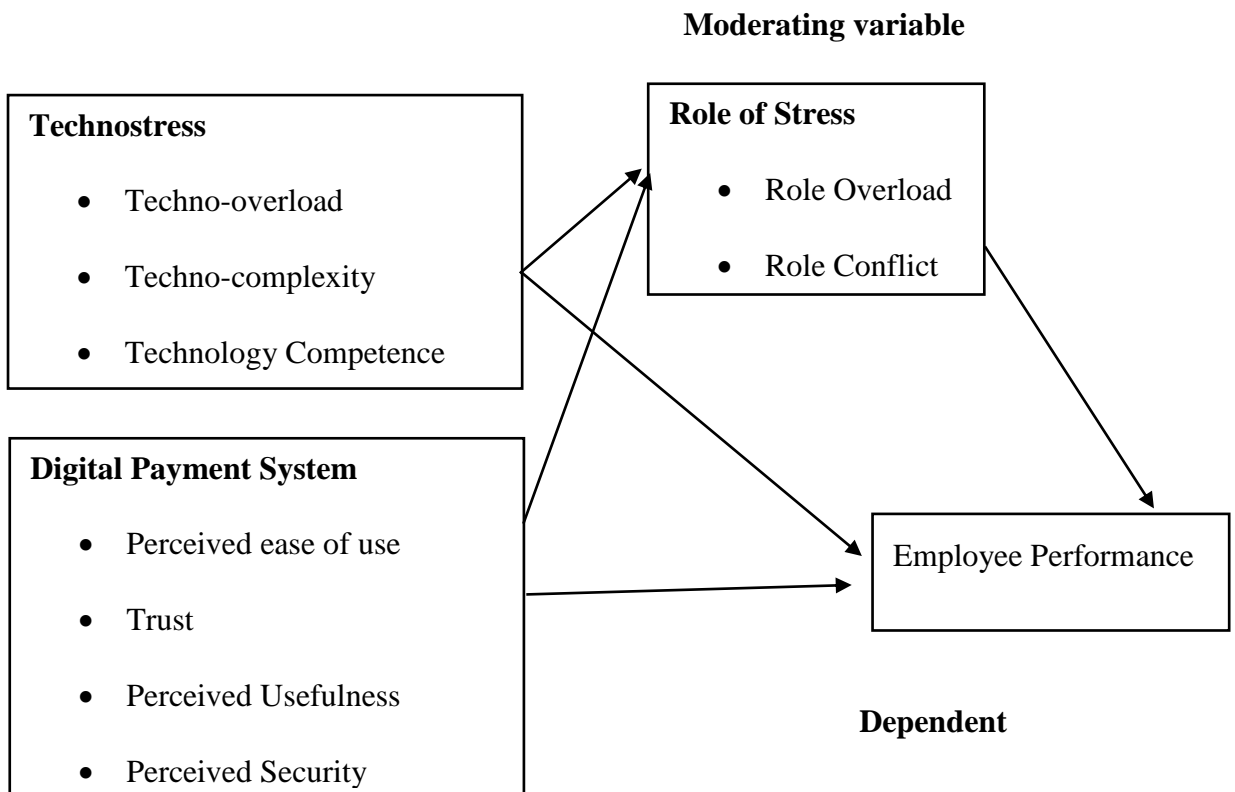 Moderating variable
Technostress
• Techno-overload
• Techno-complexity
• Technology Competence
Role of Stress
• Role Overload
• Role Conflict
Digital Payment System
• Perceived ease of use
• Trust
• Perceived Usefulness
• Perceived Security
Employee Performance
Dependent